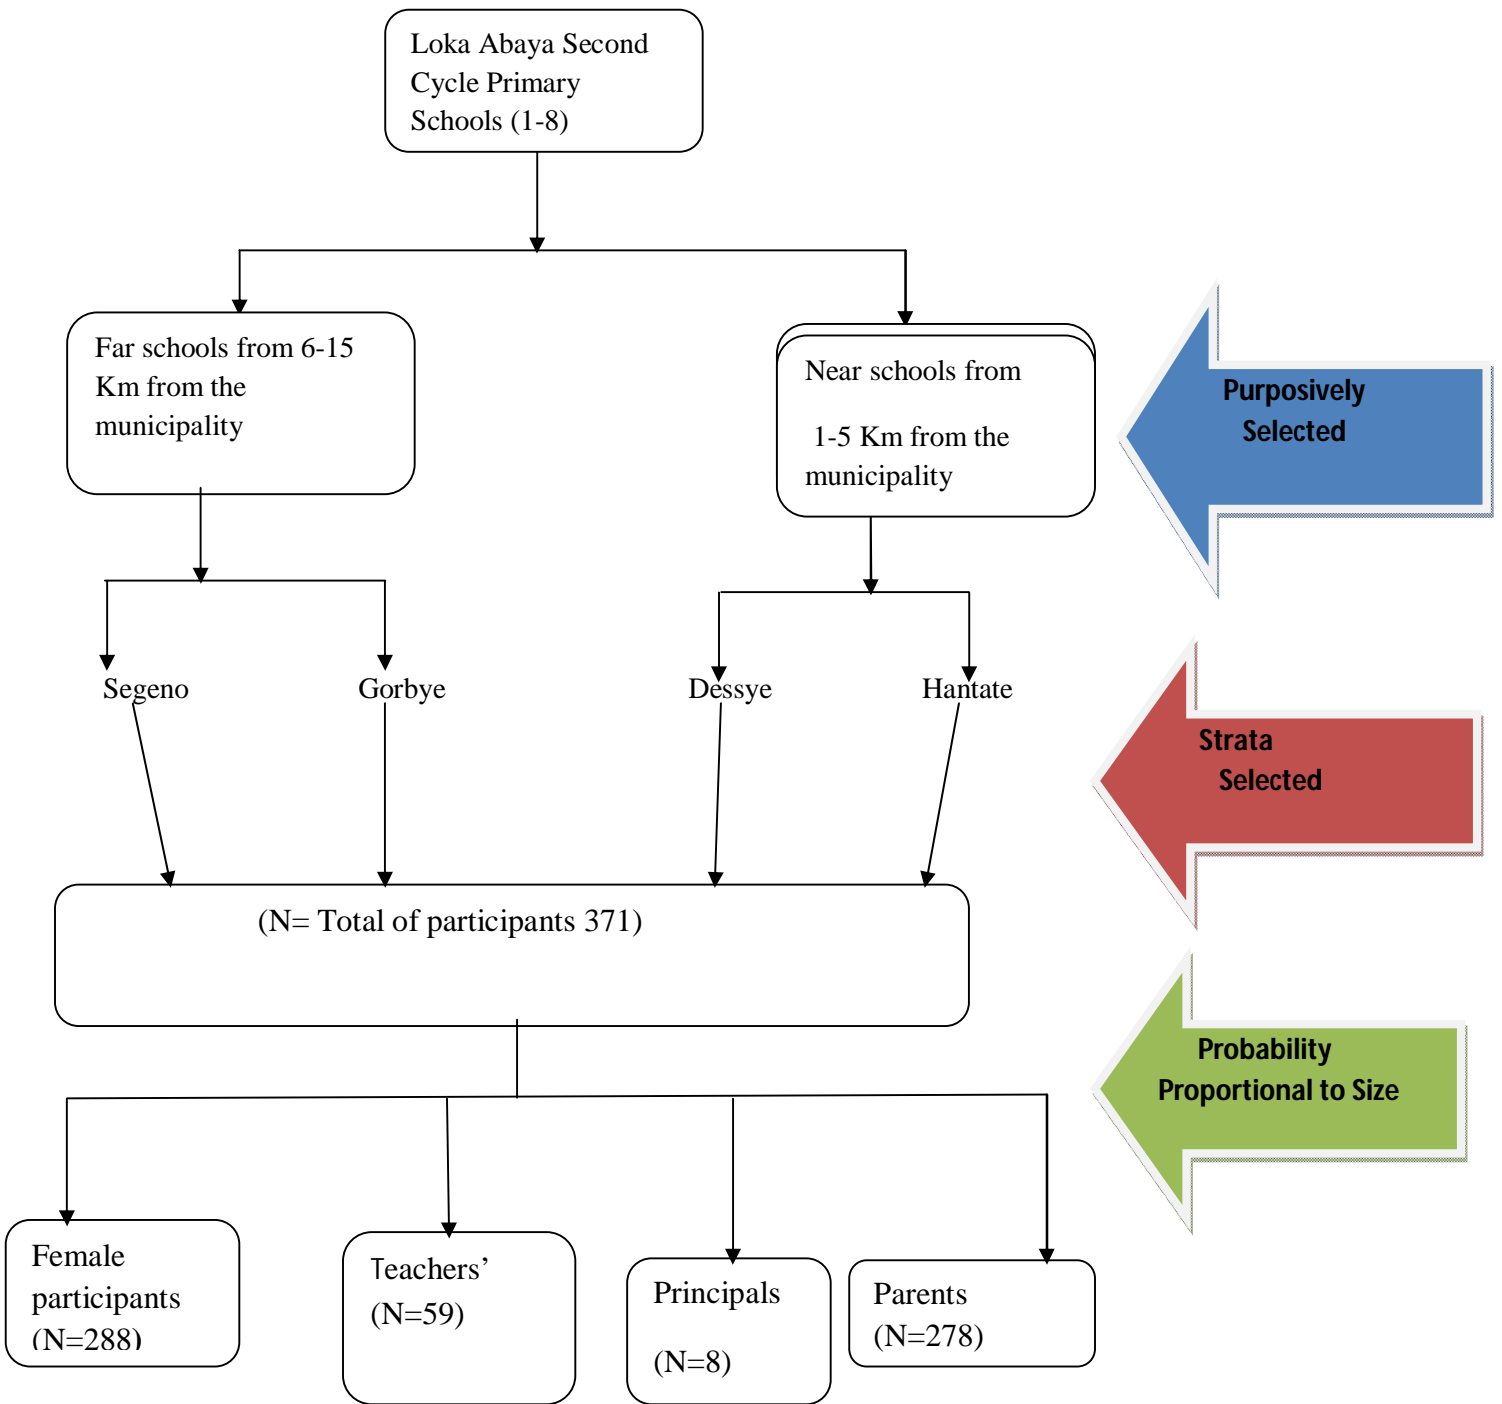 Loka Abaya Second
Cycle Primary
Schools (1-8)
Far schools from 6-15
Km from the
municipality
Near schools from
1-5 Km from the
municipality
Purposively
Selected
Segeno
Gorbye
Dessye
Hantate
Strata
Selected
(N= Total of participants 371)
Probability
Proportional to Size
Female
participants
(N=288)
Teachers’
(N=59)
Principals
(N=8)
Parents
(N=278)